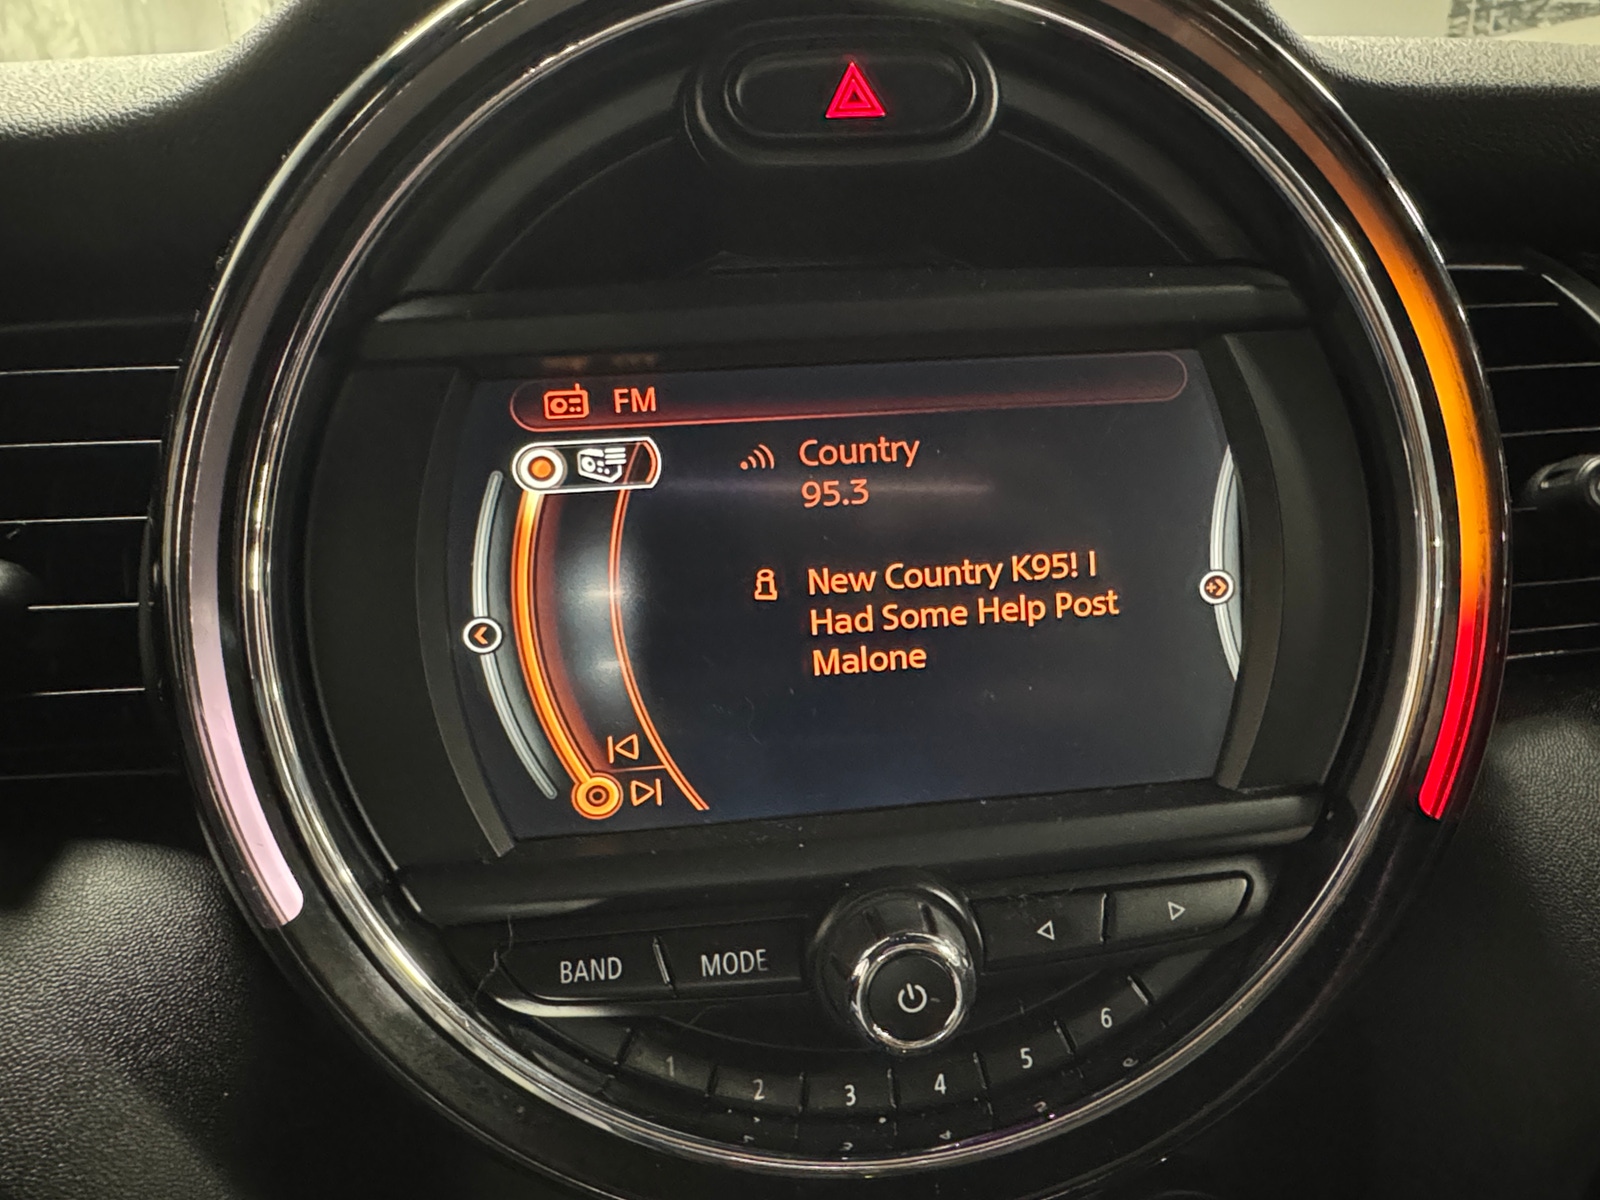 FM
Country
95.3
New Country K95! I
Had Some Help Post
Malone
BAND
MODE
1
2
3
4
5
6